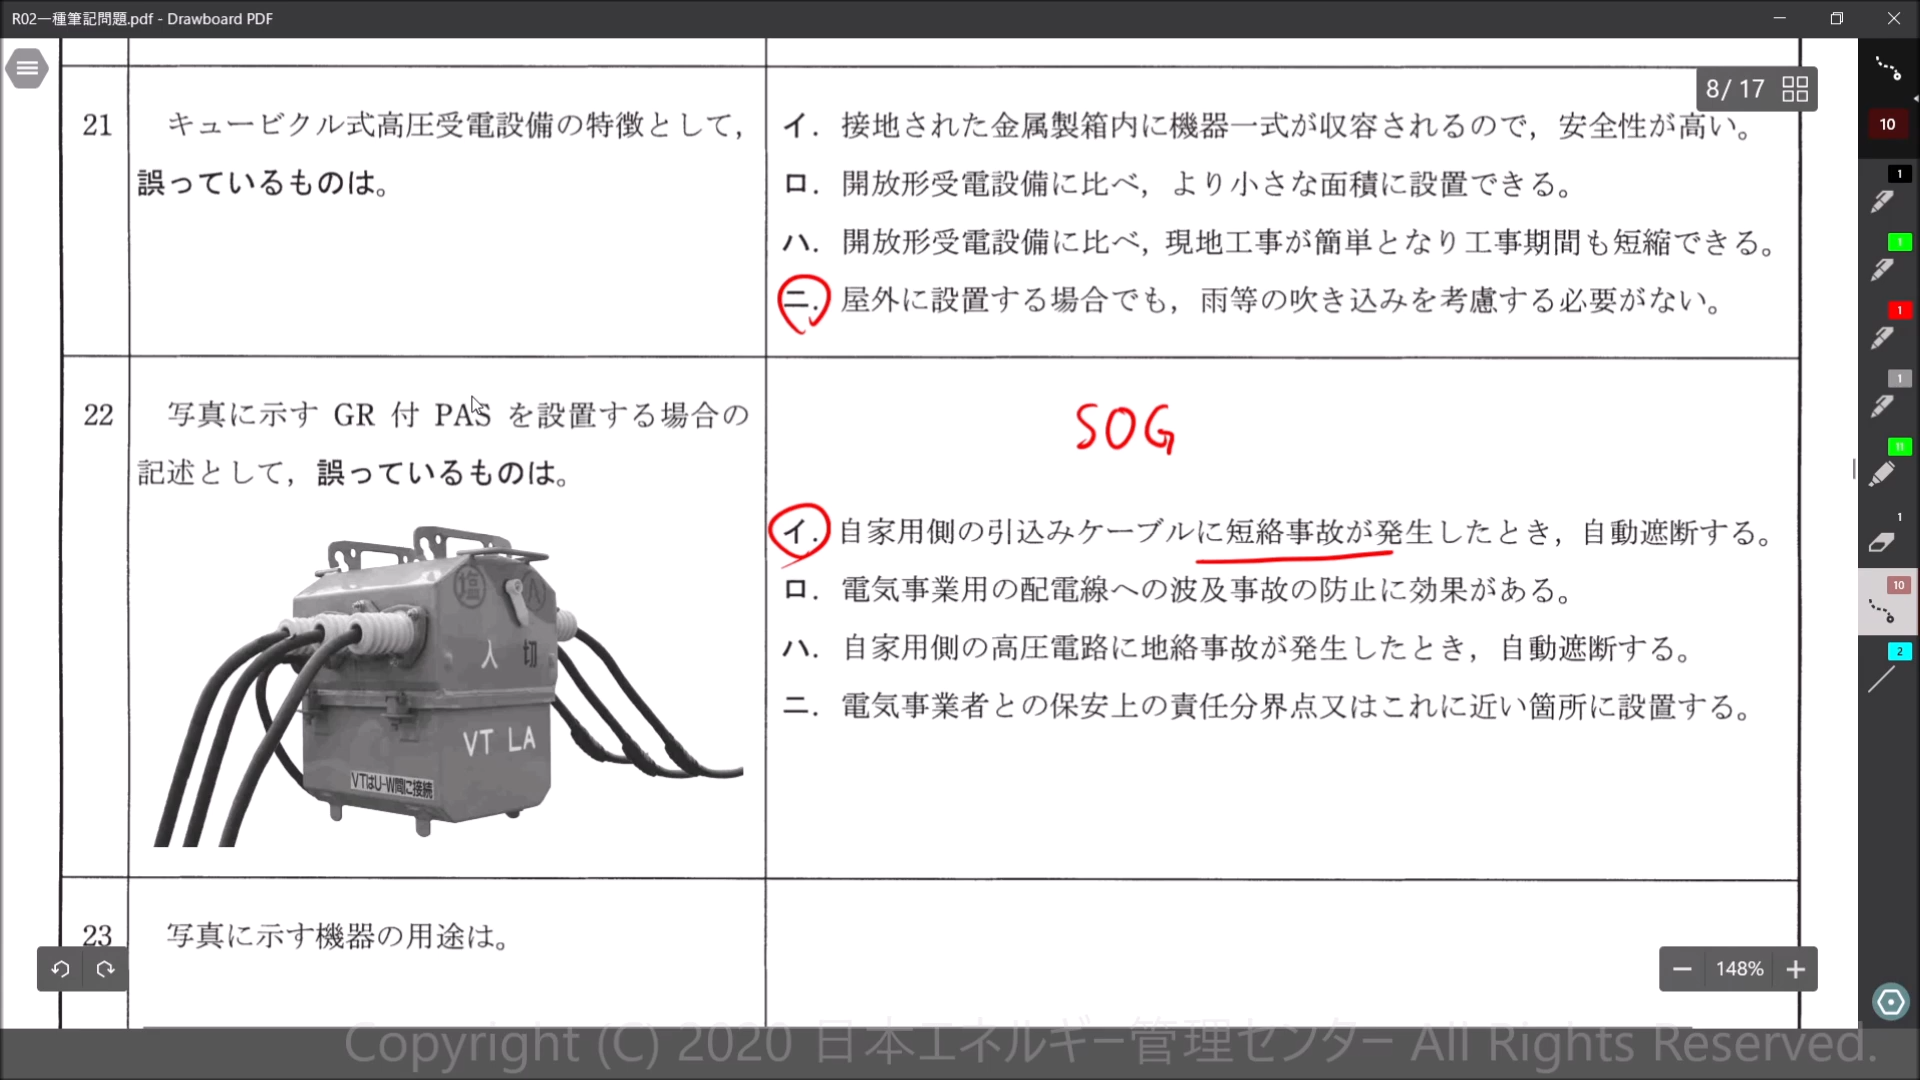 R02一種筆記問題.pdf - Drawboard PDF
8/ 17
10
1
1
1
1
11
1
10
2
21
キュービクル式高圧受電設備の特徴として,
誤っているものは。
イ. 接地された金属製箱内に機器一式が収容されるので, 安全性が高い。
ロ. 開放形受電設備に比べ, より小さな面積に設置できる。
ハ. 開放形受電設備に比べ, 現地工事が簡単となり工事期間も短縮できる。
ニ. 屋外に設置する場合でも, 雨等の吹き込みを考慮する必要がない。
22
写真に示す GR 付 PAS を設置する場合の
記述として, 誤っているものは。
塩
入
切
VT LA
VTはU-W間に接続
SOG
イ. 自家用側の引込みケーブルに短絡事故が発生したとき, 自動遮断する。
ロ. 電気事業用の配電線への波及事故の防止に効果がある。
ハ. 自家用側の高圧電路に地絡事故が発生したとき, 自動遮断する。
ニ. 電気事業者との保安上の責任分界点又はこれに近い箇所に設置する。
23
写真に示す機器の用途は。
148%
Copyright (C) 2020 日本エネルギー管理センター All Rights Reserved.